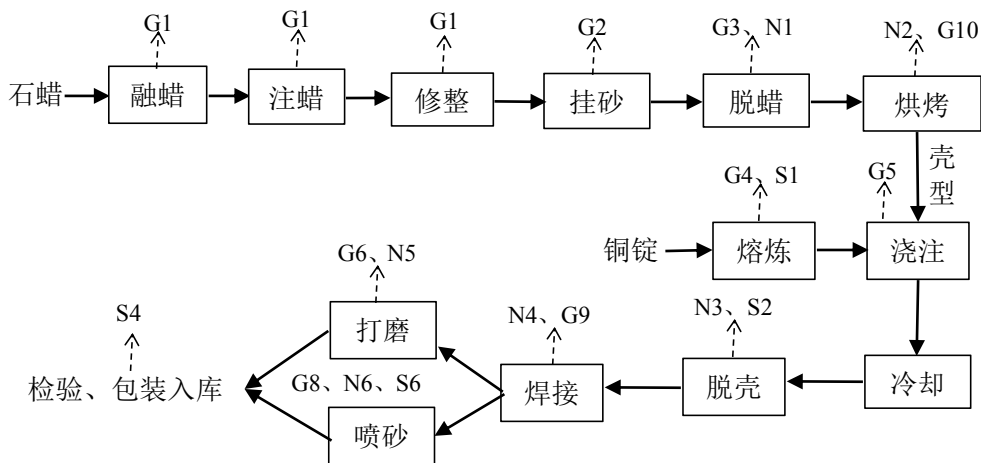 G1
G1
G1
G2
G3、N1
N2、G10
石蜡
融蜡
注蜡
修整
挂砂
脱蜡
烘烤
壳型
G4、S1
G5
铜锭
熔炼
浇注
G6、N5
S4
打磨
N4、G9
N3、S2
检验、包装入库
G8、N6、S6
焊接
脱壳
冷却
喷砂